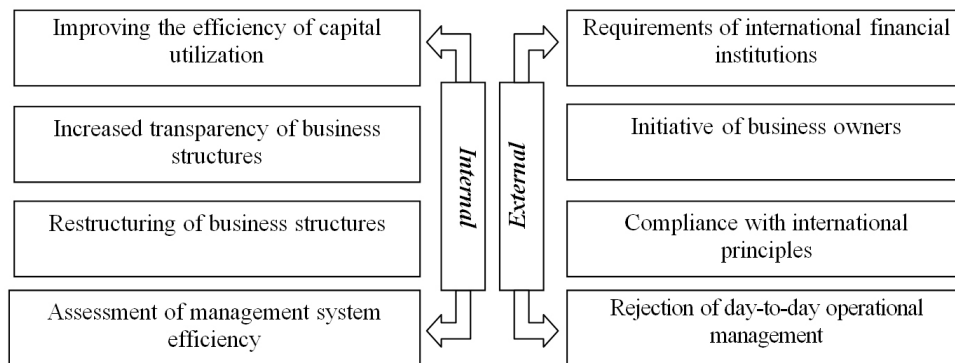 Improving the efficiency of capital
utilization
Increased transparency of business
structures
Restructuring of business structures
Assessment of management system
efficiency
Internal
External
Requirements of international financial
institutions
Initiative of business owners
Compliance with international
principles
Rejection of day-to-day operational
management